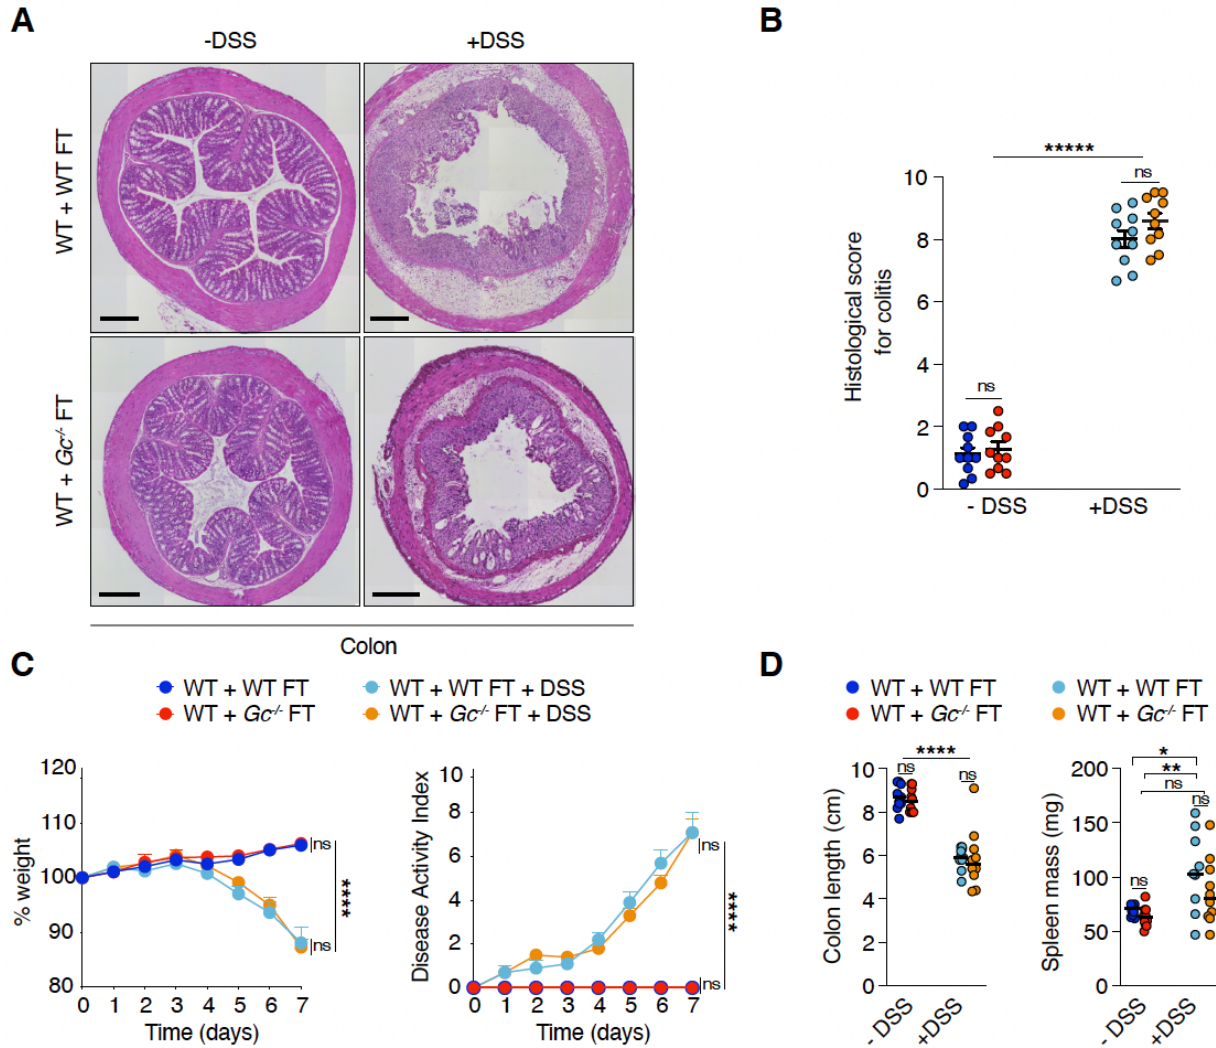 A
B
-DSS
+DSS
WT + WT FT
WT + Gc-/- FT
Colon
*****
ns
ns
10
8
6
4
2
0
Histological score
for colitis
- DSS
+DSS
C
WT + WT FT
WT + WT FT + DSS
WT + Gc-/- FT
WT + Gc-/- FT + DSS
120
110
100
90
80
% weight
ns
ns
****
0 1 2 3 4 5 6 7
Time (days)
10
8
6
4
2
0
Disease Activity Index
ns
ns
****
0 1 2 3 4 5 6 7
Time (days)
D
WT + WT FT
WT + WT FT
WT + Gc-/- FT
WT + Gc-/- FT
****
ns
ns
10
8
6
4
2
0
Colon length (cm)
- DSS
+DSS
*
**
ns
ns
ns
200
150
100
50
0
Spleen mass (mg)
- DSS
+DSS